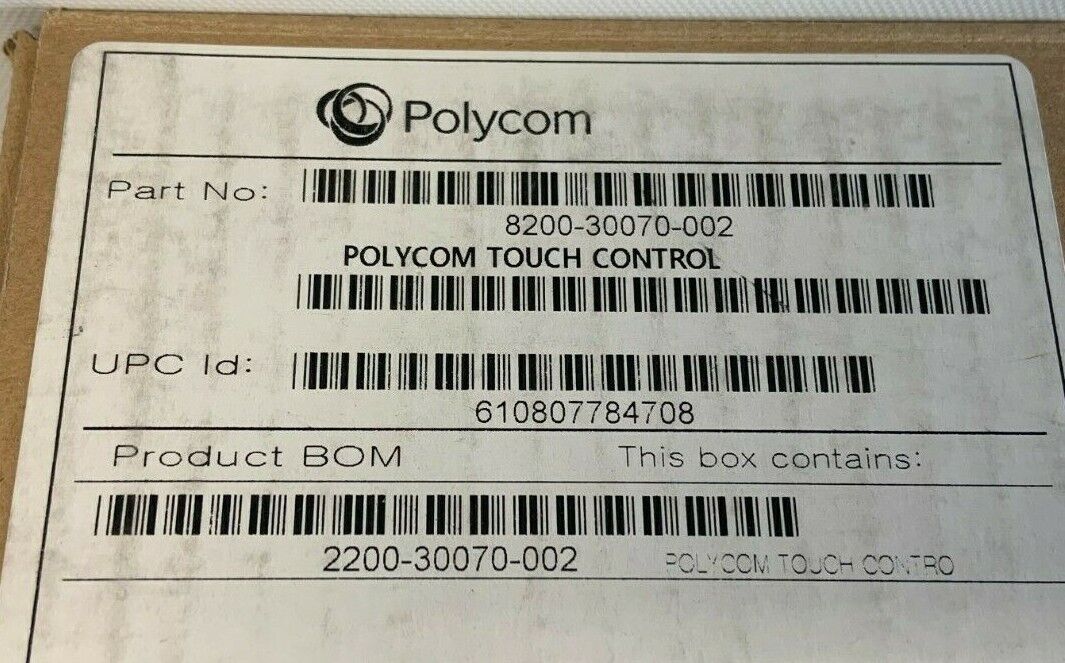 Polycom
Part No:
8200-30070-002
POLYCOM TOUCH CONTROL
UPC Id:
610807784708
Product BOM This box contains:
2200-30070-002 POLYCOM TOUCH CONTRO